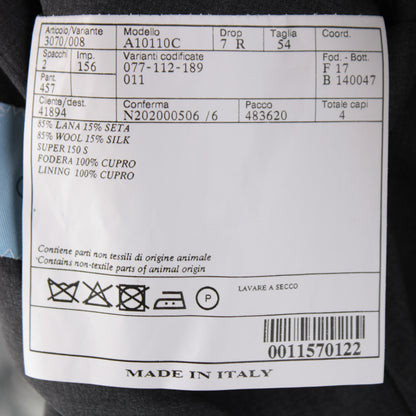 Articolo/Variante Modello Drop Taglia Coord.
3070/008 A10110C 7 R 54
Spacchi Imp. Varianti codificate Fod. - Bott.
2 156 077-112-189 F 17
Part. 011 B 140047
457
Cliente/dest. Conferma Pacco Totale capi
41894 N202000506 /6 483620 4
85% LANA 15% SETA
85% WOOL 15% SILK
SUPER 150 S
FODERA 100% CUPRO
LINING 100% CUPRO
Contiene parti non tessili di origine animale
Contains non-textile parts of animal origin
P LAVARE A SECCO
0011570122
MADE IN ITALY